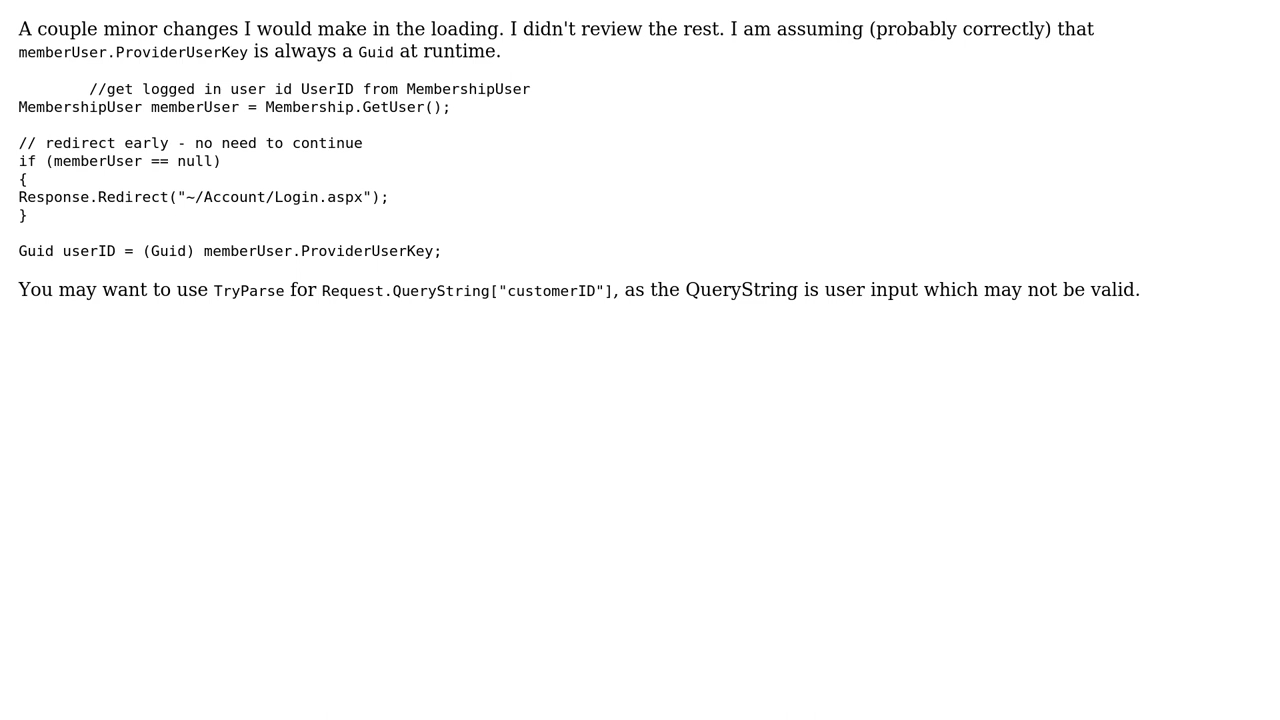 A couple minor changes I would make in the loading. I didn't review the rest. I am assuming (probably correctly) that
memberUser.ProviderUserKey is always a Guid at runtime.
//get logged in user id UserID from MembershipUser
MembershipUser memberUser = Membership.GetUser();
// redirect early - no need to continue
if (memberUser == null)
{
Response.Redirect("~/Account/Login.aspx");
}
Guid userID = (Guid) memberUser.ProviderUserKey;
You may want to use TryParse for Request.QueryString["customerID"], as the QueryString is user input which may not be valid.